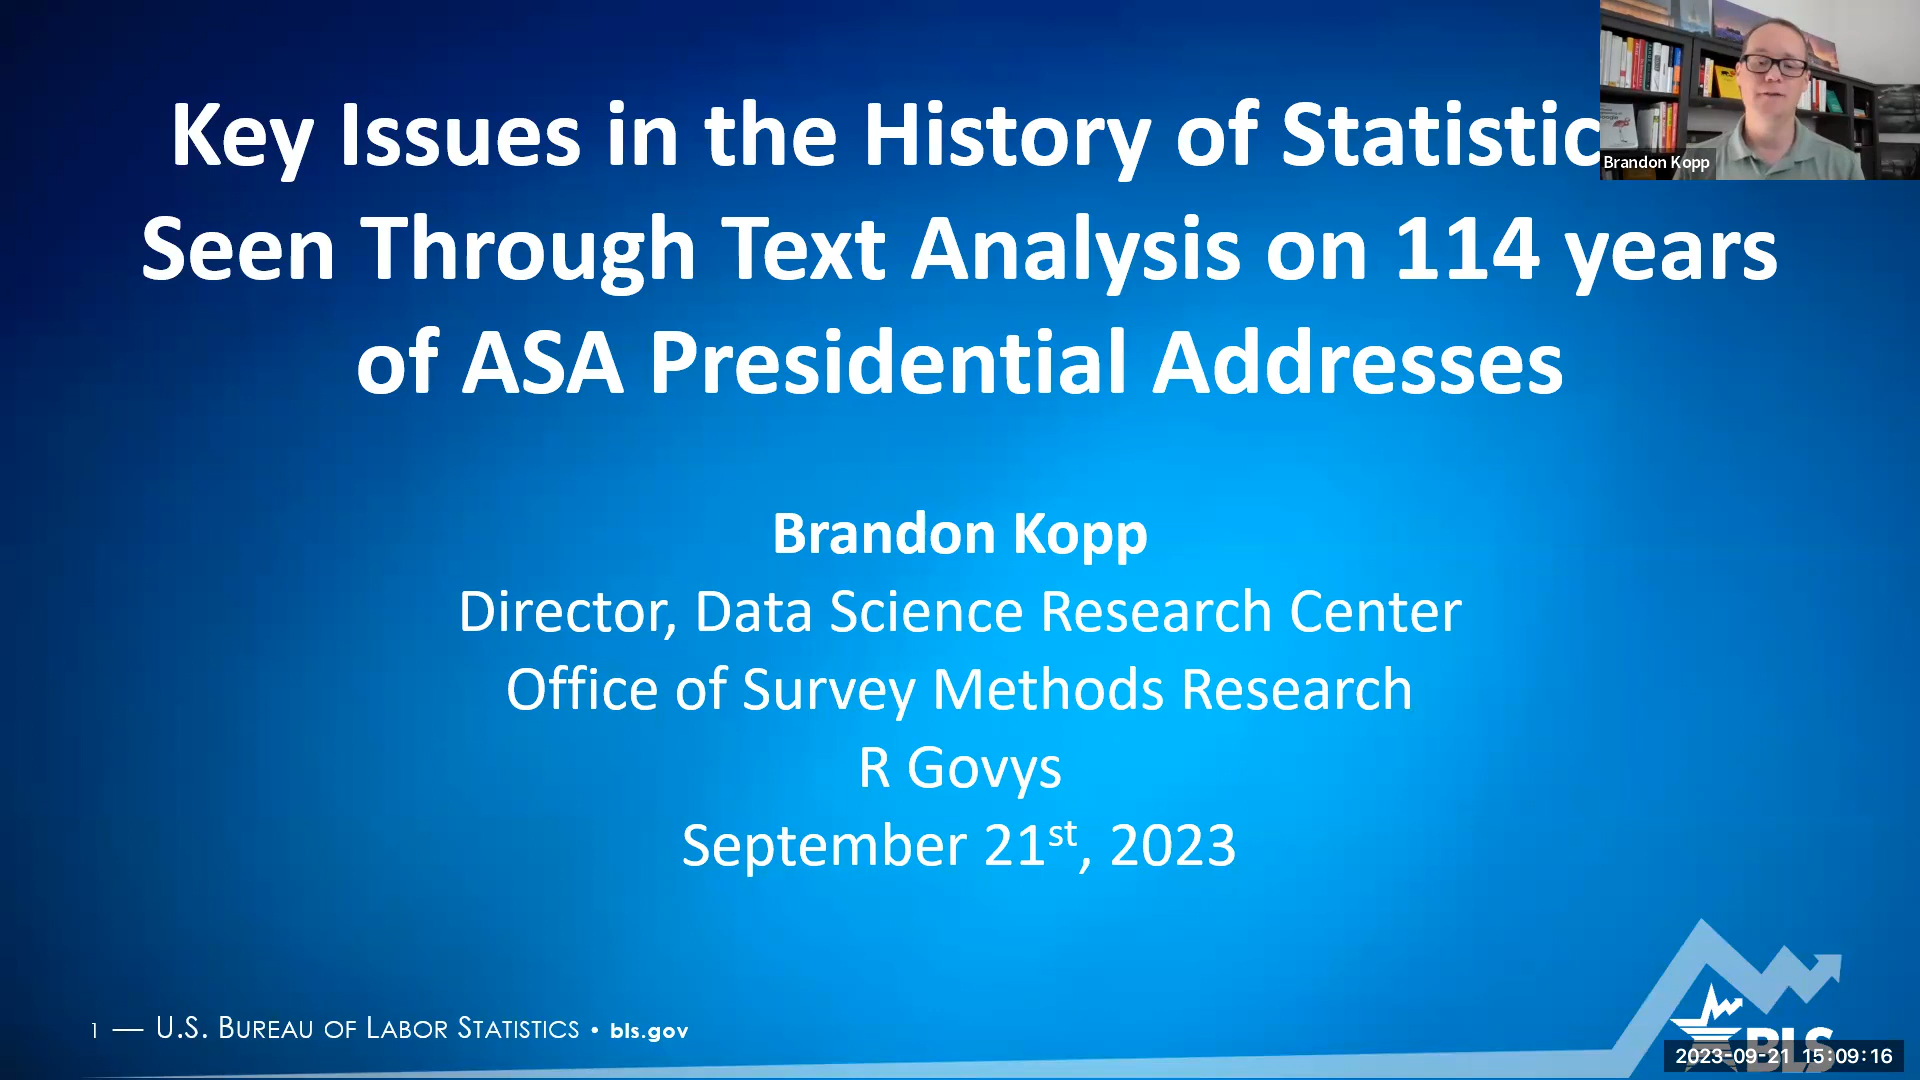 Key Issues in the History of Statistic
Seen Through Text Analysis on 114 years
of ASA Presidential Addresses
Brandon Kopp
Director, Data Science Research Center
Office of Survey Methods Research
R Govys
September 21st, 2023
1 — U.S. BUREAU OF LABOR STATISTICS • bls.gov
BLS
2023-09-21 15:09:16
Brandon Kopp